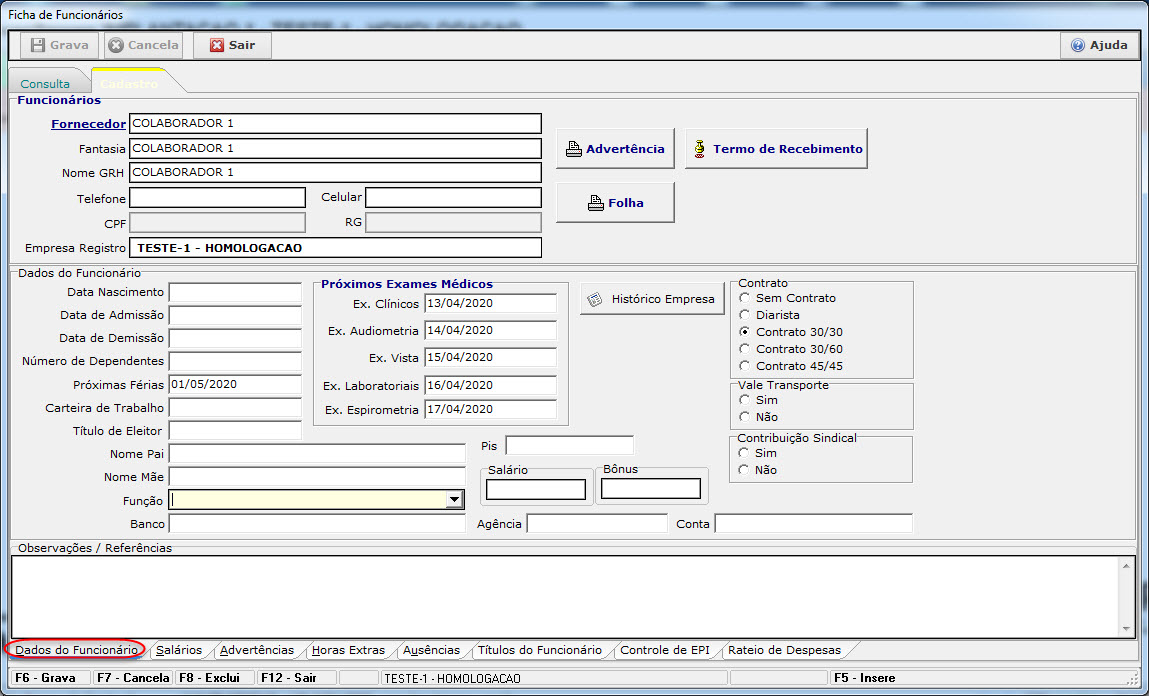 Ficha de Funcionários
Grava Cancela Sair Ajuda
Consulta Cadastro
Funcionários
Fornecedor COLABORADOR 1
Fantasia COLABORADOR 1
Advertência Termo de Recebimento
Nome GRH COLABORADOR 1
Telefone Celular
Folha
CPF RG
Empresa Registro TESTE-1 - HOMOLOGACAO
Dados do Funcionário
Data Nascimento
Data de Admissão
Data de Demissão
Número de Dependentes
Próximas Férias 01/05/2020
Carteira de Trabalho
Título de Eleitor
Nome Pai
Nome Mãe
Função
Banco
Próximos Exames Médicos
Ex. Clínicos 13/04/2020
Ex. Audiometria 14/04/2020
Ex. Vista 15/04/2020
Ex. Laboratoriais 16/04/2020
Ex. Espirometria 17/04/2020
Histórico Empresa
Contrato
Sem Contrato
Diarista
Contrato 30/30
Contrato 30/60
Contrato 45/45
Vale Transporte
Sim
Não
Contribuição Sindical
Sim
Não
Pis
Salário Bônus
Agência Conta
Observações / Referências
Dados do Funcionário Salários Advertências Horas Extras Ausências Títulos do Funcionário Controle de EPI Rateio de Despesas
F6 - Grava F7 - Cancela F8 - Exclui F12 - Sair TESTE-1 - HOMOLOGACAO F5 - Insere